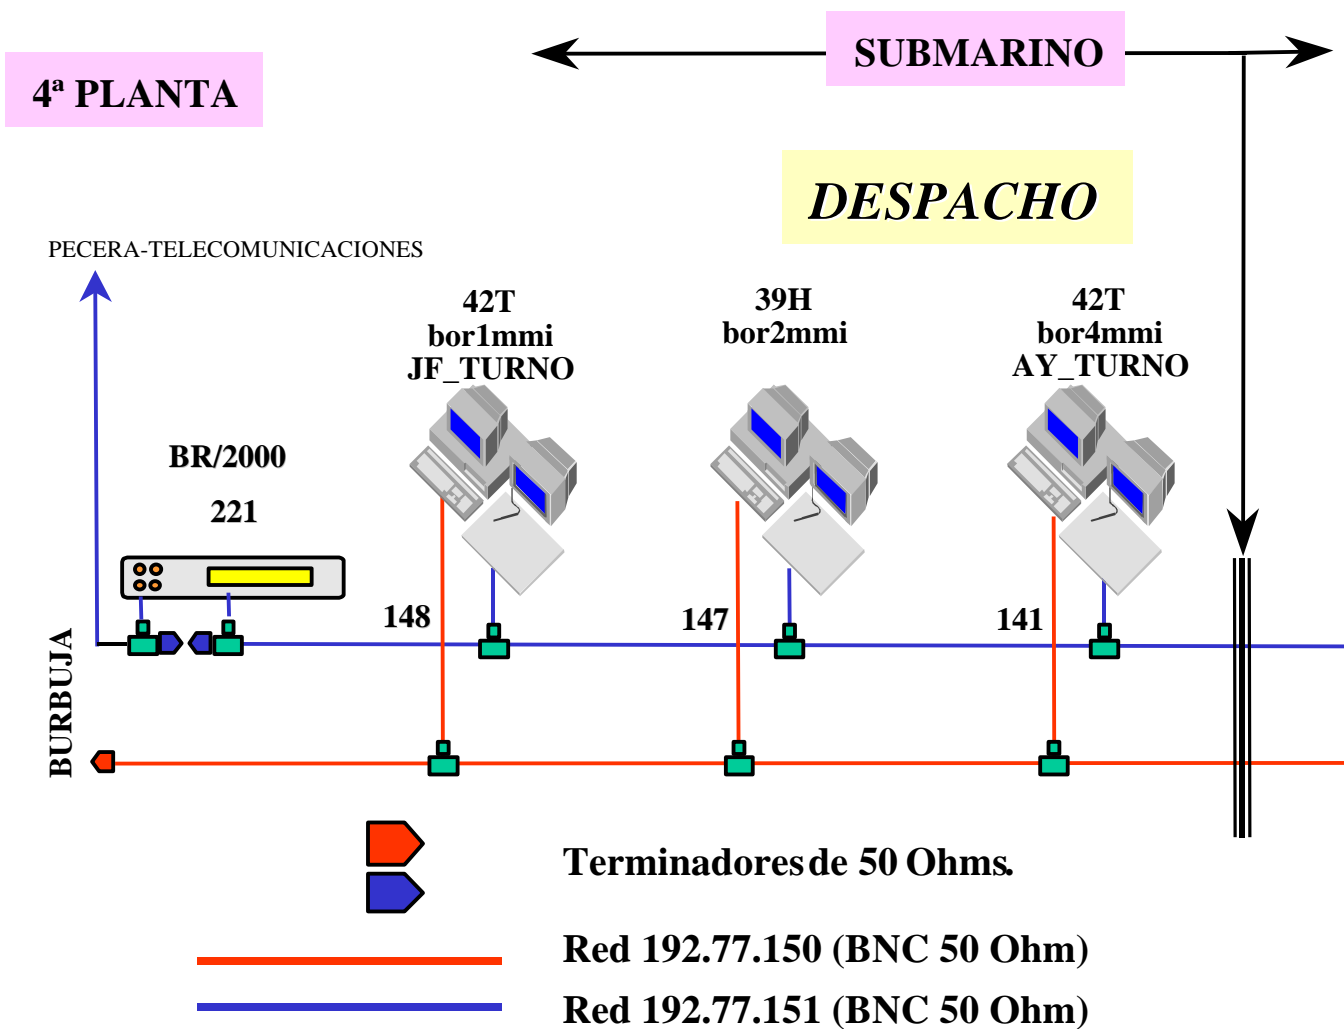 SUBMARINO
4ª PLANTA
DESPACHO
PECERA-TELECOMUNICACIONES
42T
bor1mmi
JF_TURNO
39H
bor2mmi
42T
bor4mmi
AY_TURNO
BR/2000
221
148
147
141
BURBUJA
Terminadores de 50 Ohms.
Red 192.77.150 (BNC 50 Ohm)
Red 192.77.151 (BNC 50 Ohm)